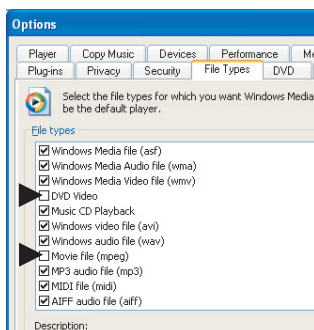 Options
Player Copy Music Devices Performance
Plug-ins Privacy Security File Types DVD
Select the file types for which you want Windows Media
be the default player.
File types
Windows Media file (asf)
Windows Media Audio file (wma)
Windows Media Video file (wmv)
DVD Video
Music CD Playback
Windows video file (avi)
Windows audio file (wav)
Movie file (mpeg)
MP3 audio file (mp3)
MIDI file (midi)
AIFF audio file (aiff)
Description: